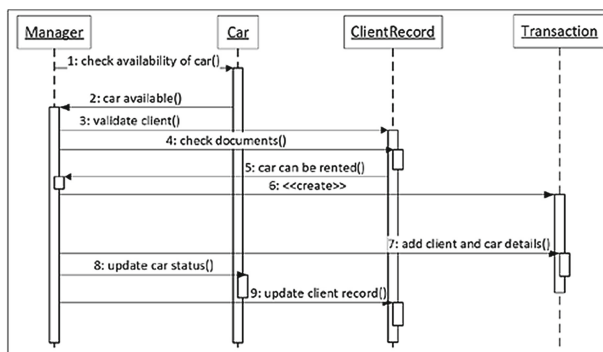 Manager Car ClientRecord Transaction
1: check availability of car()
2: car available()
3: validate client()
4: check documents()
5: car can be rented()
6: <<create>>
7: add client and car details()
8: update car status()
9: update client record()